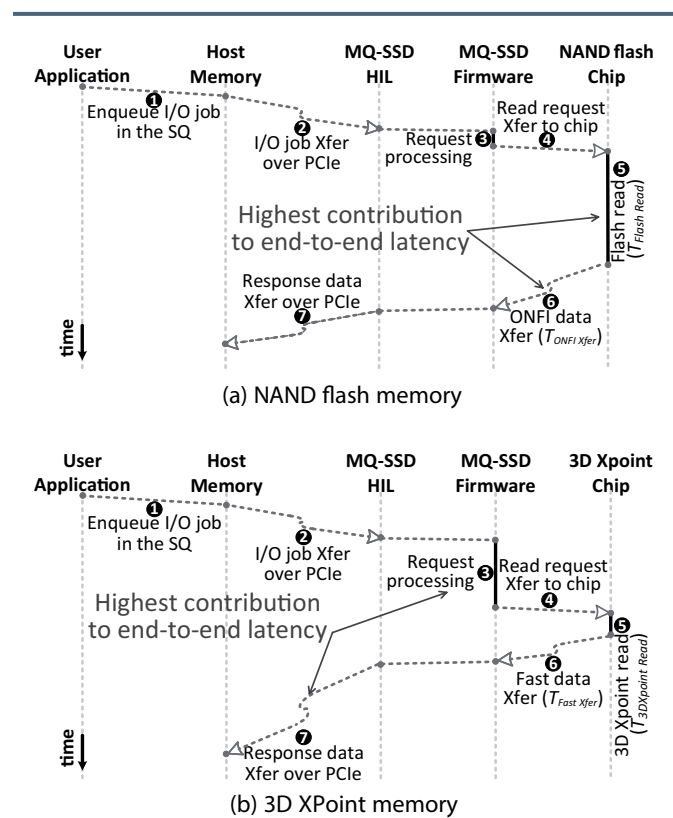 User Application
Host Memory
MQ-SSD HIL
MQ-SSD Firmware
NAND flash Chip
1
Enqueue I/O job
in the SQ
2
I/O job Xfer
over PCIe
Request
processing
3
Read request
Xfer to chip
4
5
Flash read
(T_Flash Read)
Highest contribution
to end-to-end latency
6
ONFI data
Xfer (T_ONFI Xfer)
Response data
Xfer over PCIe
7
time
(a) NAND flash memory
User Application
Host Memory
MQ-SSD HIL
MQ-SSD Firmware
3D Xpoint Chip
1
Enqueue I/O job
in the SQ
2
I/O job Xfer
over PCIe
Request
processing
3
Read request
Xfer to chip
4
5
3D Xpoint read
(T_3DXpoint Read)
Highest contribution
to end-to-end latency
6
Fast data
Xfer (T_Fast Xfer)
7
Response data
Xfer over PCIe
time
(b) 3D XPoint memory